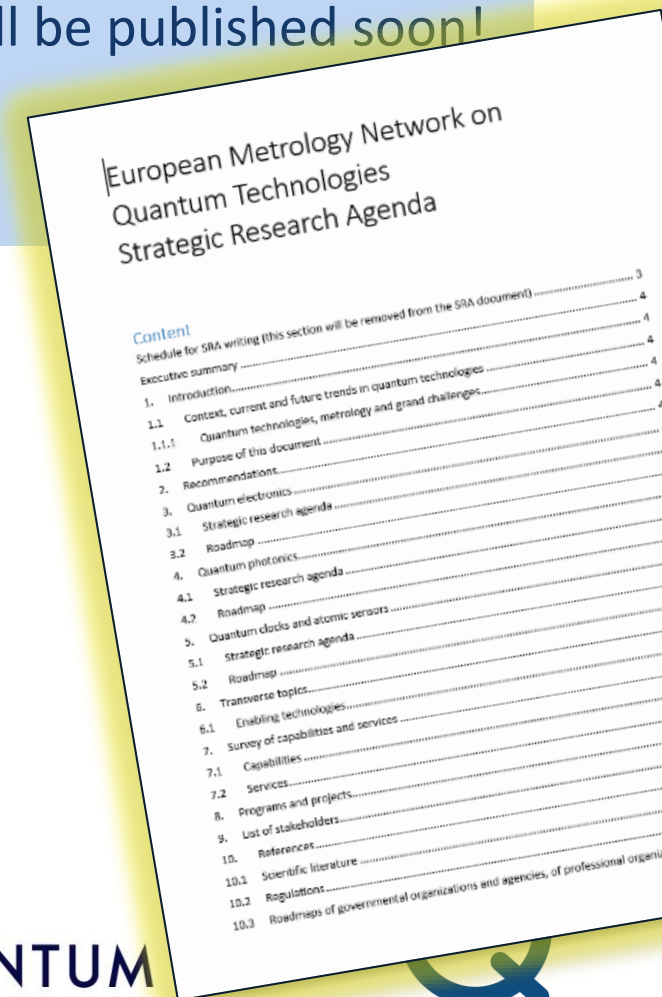 ll be published soon!
European Metrology Network on
Quantum Technologies
Strategic Research Agenda
Content
Schedule for SRA writing (this section will be removed from the SRA document) 3
Executive summary 4
1. Introduction 4
1.1 Context, current and future trends in quantum technologies 4
1.1.1 Quantum technologies, metrology and grand challenges 4
1.2 Purpose of this document 4
2. Recommendations
3. Quantum electronics
3.1 Strategic research agenda
3.2 Roadmap
4. Quantum photonics
4.1 Strategic research agenda
4.2 Roadmap
5. Quantum clocks and atomic sensors
5.1 Strategic research agenda
5.2 Roadmap
6. Transverse topics
6.1 Enabling technologies
7. Survey of capabilities and services
7.1 Capabilities
7.2 Services
8. Programs and projects
9. List of stakeholders
10. References
10.1 Scientific literature
10.2 Regulations
10.3 Roadmaps of governmental organizations and agencies, of professional organi
NTUM